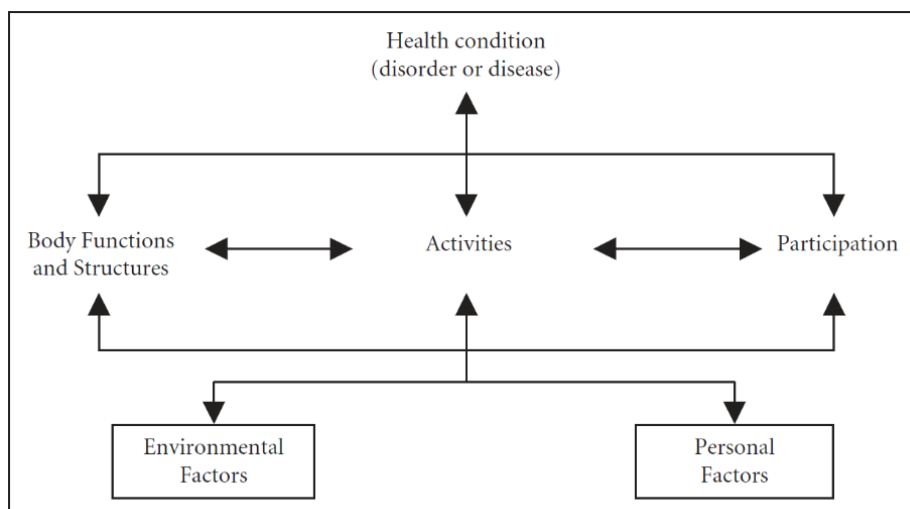 Health condition
(disorder or disease)
Body Functions
and Structures
Activities
Participation
Environmental
Factors
Personal
Factors